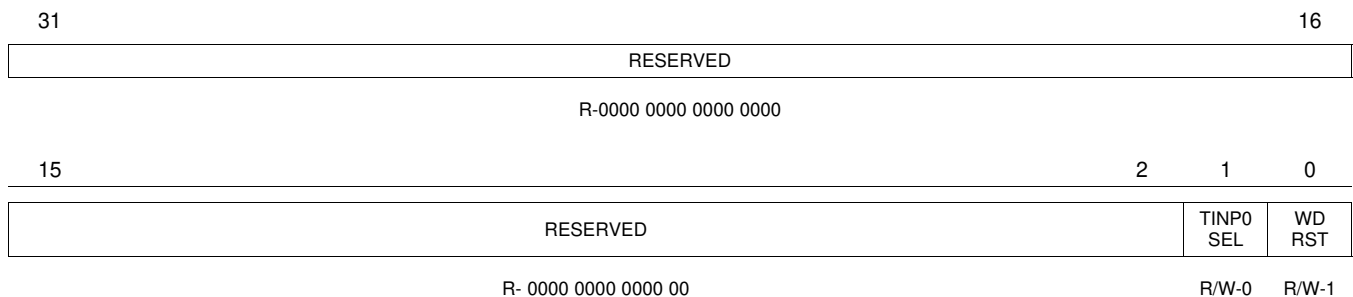 31 16
RESERVED
R-0000 0000 0000 0000
15 2 1 0
RESERVED TINP0 SEL WD RST
R- 0000 0000 0000 00 R/W-0 R/W-1